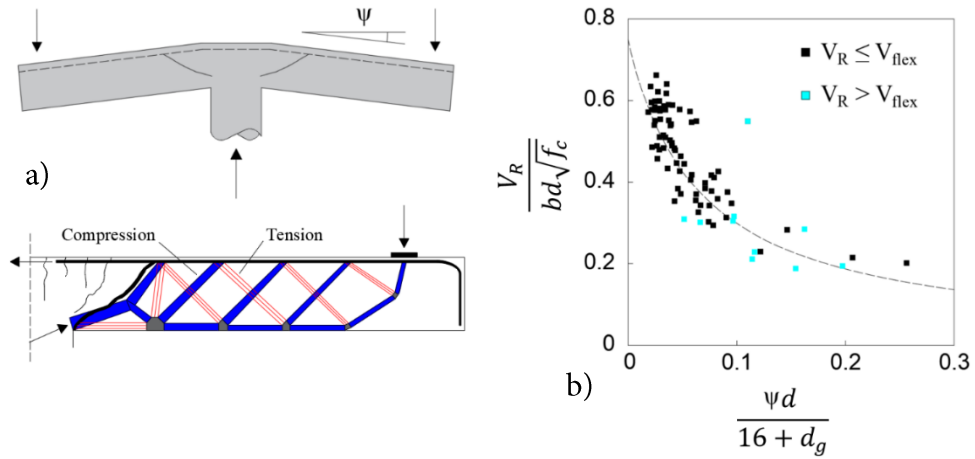 ψ
a)
Compression
Tension
V_R / bd√f_c
0.8
0.6
0.4
0.2
0
0
0.1
0.2
0.3
V_R ≤ V_flex
V_R > V_flex
b)
ψd / 16 + d_g